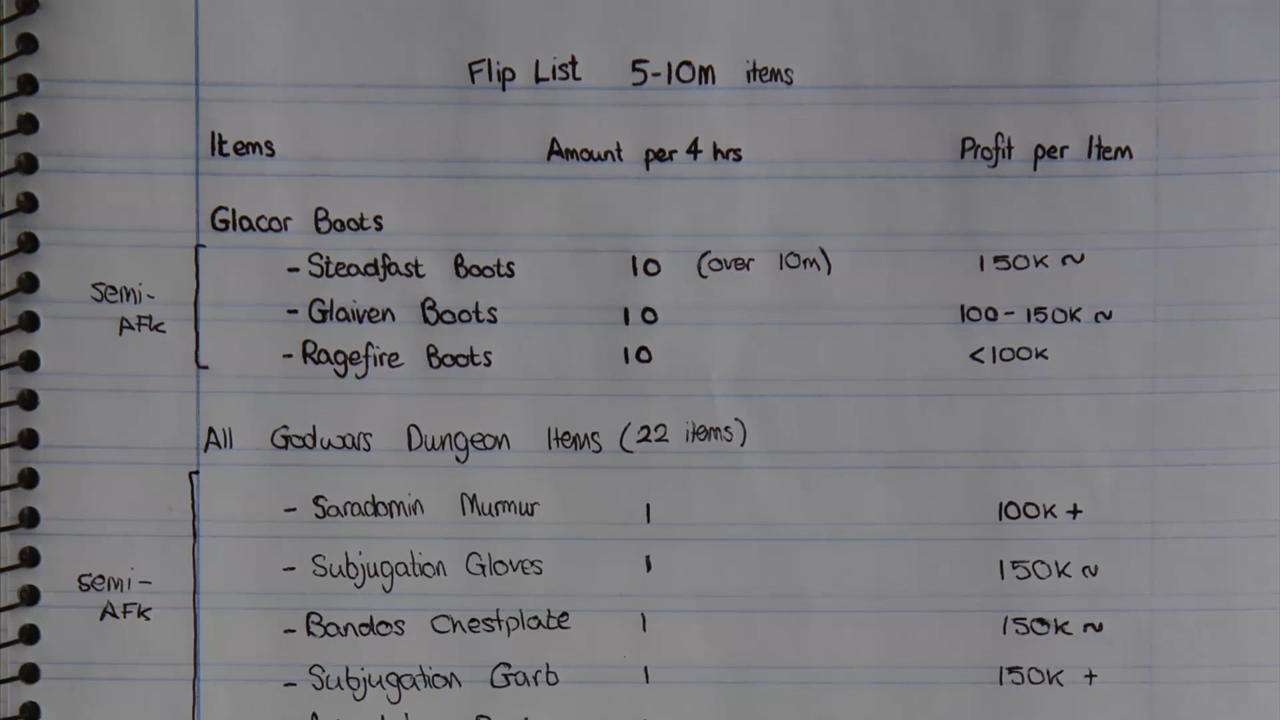 Flip List 5-10m items
Items Amount per 4 hrs Profit per Item
Glacor Boots
- Steadfast Boots 10 (over 10m) 150K ~
- Glaiven Boots 10 100-150K ~
- Ragefire Boots 10 <100K
Semi-
AFK
All Godwars Dungeon Items (22 items)
- Saradomin Murmur 1 100K +
- Subjugation Gloves 1 150K ~
- Bandos Chestplate 1 150K ~
- Subjugation Garb 1 150K +
Semi-
AFK